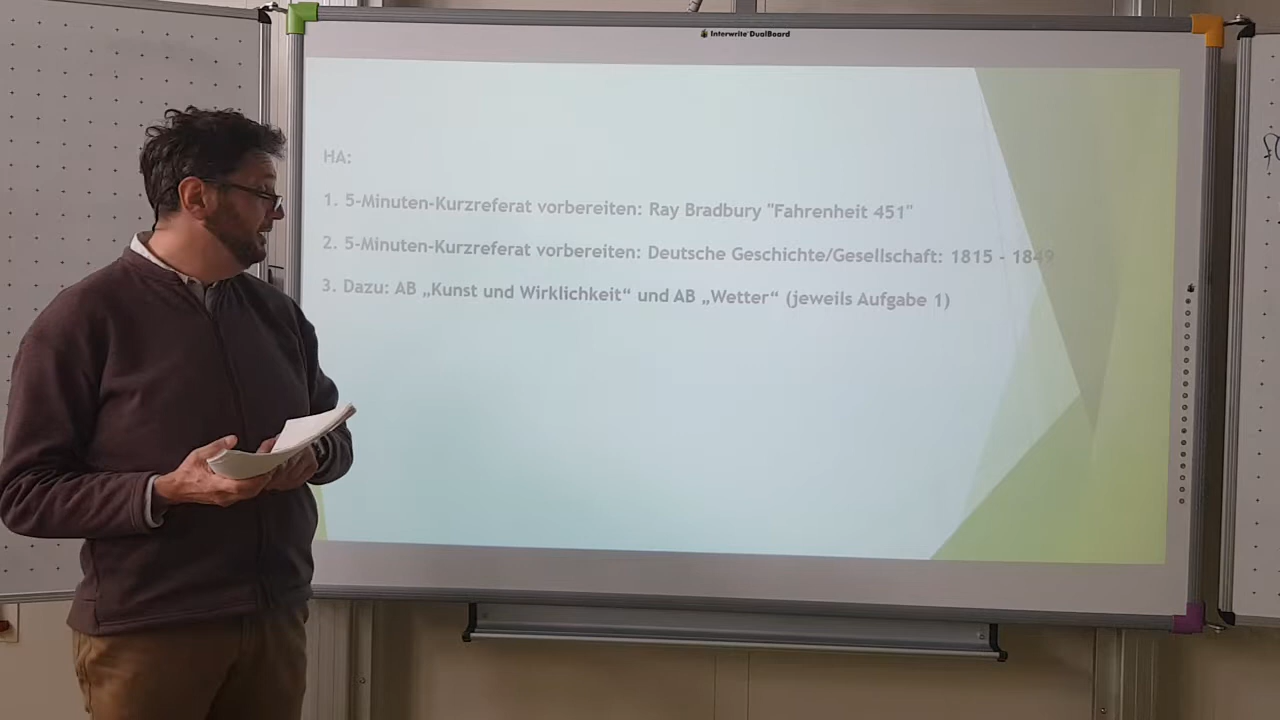 Interwrite DualBoard
HA:
1. 5-Minuten-Kurzreferat vorbereiten: Ray Bradbury "Fahrenheit 451"
2. 5-Minuten-Kurzreferat vorbereiten: Deutsche Geschichte/Gesellschaft: 1815 - 1849
3. Dazu: AB „Kunst und Wirklichkeit“ und AB „Wetter“ (jeweils Aufgabe 1)